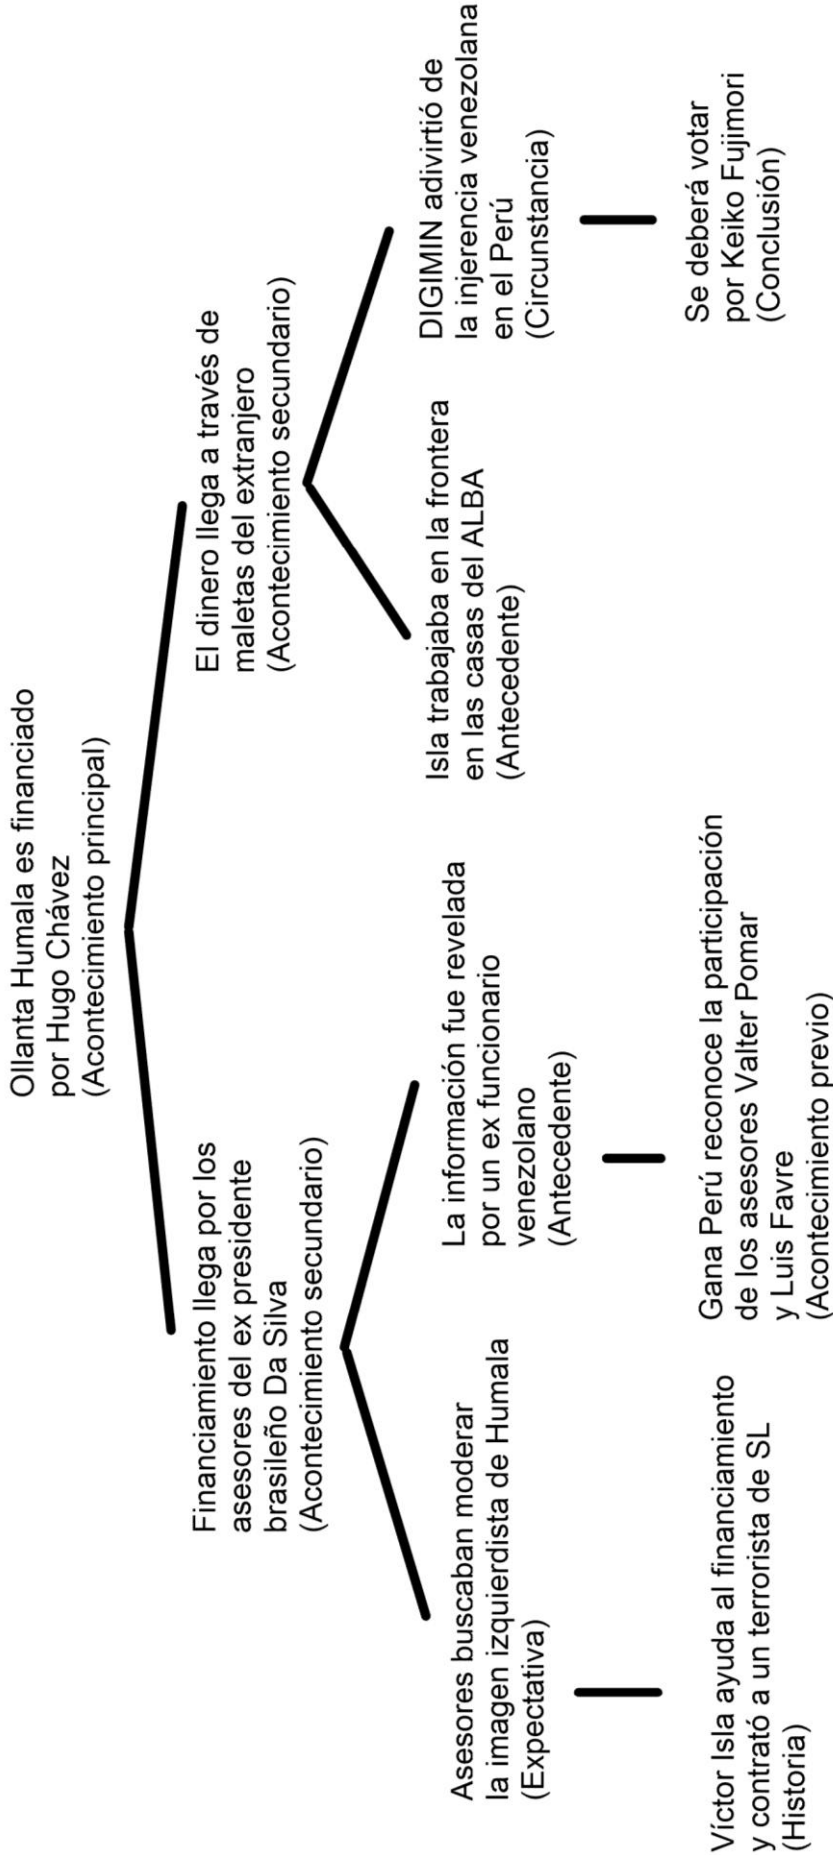 Ollanta Humala es financiado
por Hugo Chávez
(Acontecimiento principal)
Financiamiento llega por los
asesores del ex presidente
brasileño Da Silva
(Acontecimiento secundario)
El dinero llega a través de
maletas del extranjero
(Acontecimiento secundario)
Asesores buscaban moderar
la imagen izquierdista de Humala
(Expectativa)
La información fue revelada
por un ex funcionario
venezolano
(Antecedente)
Isla trabajaba en la frontera
en las casas del ALBA
(Antecedente)
DIGIMIN adivirtió de
la injerencia venezolana
en el Perú
(Circunstancia)
Víctor Isla ayuda al financiamiento
y contrató a un terrorista de SL
(Historia)
Gana Perú reconoce la participación
de los asesores Valter Pomar
y Luis Favre
(Acontecimiento previo)
Se deberá votar
por Keiko Fujimori
(Conclusión)